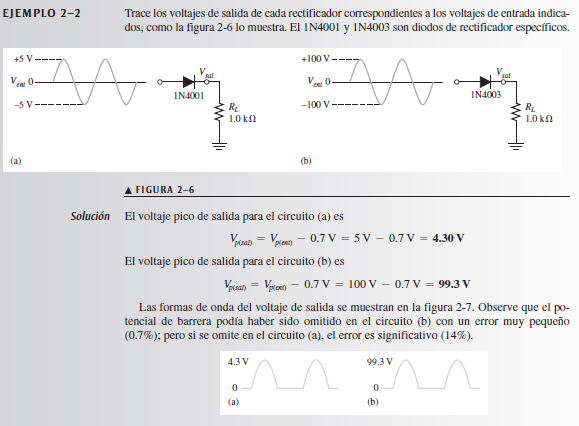 EJEMPLO 2–2
Trace los voltajes de salida de cada rectificador correspondientes a los voltajes de entrada indica-
dos, como la figura 2-6 lo muestra. El 1N4001 y 1N4003 son diodos de rectificador específicos.
+5 V
V_ent 0
–5 V
1N4001
V_sal
R_L
1.0 kΩ
(a)
+100 V
V_ent 0
–100 V
1N4003
V_sal
R_L
1.0 kΩ
(b)
▲ FIGURA 2–6
Solución El voltaje pico de salida para el circuito (a) es
V_p(sal) = V_p(ent) − 0.7 V = 5 V − 0.7 V = 4.30 V
El voltaje pico de salida para el circuito (b) es
V_p(sal) = V_p(ent) − 0.7 V = 100 V − 0.7 V = 99.3 V
Las formas de onda del voltaje de salida se muestran en la figura 2-7. Observe que el po-
tencial de barrera podía haber sido omitido en el circuito (b) con un error muy pequeño
(0.7%); pero si se omite en el circuito (a), el error es significativo (14%).
4.3 V
0
(a)
99.3 V
0
(b)